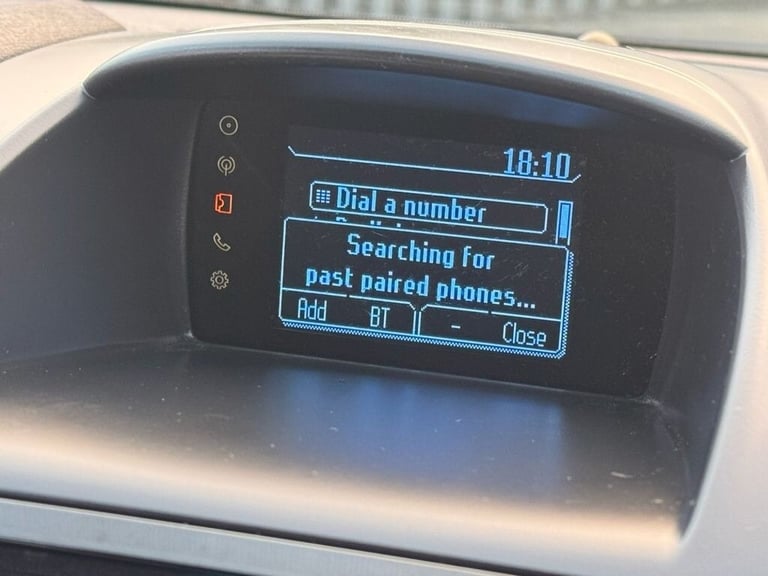 18:10
Dial a number
Searching for
past paired phones...
Add BT - Close